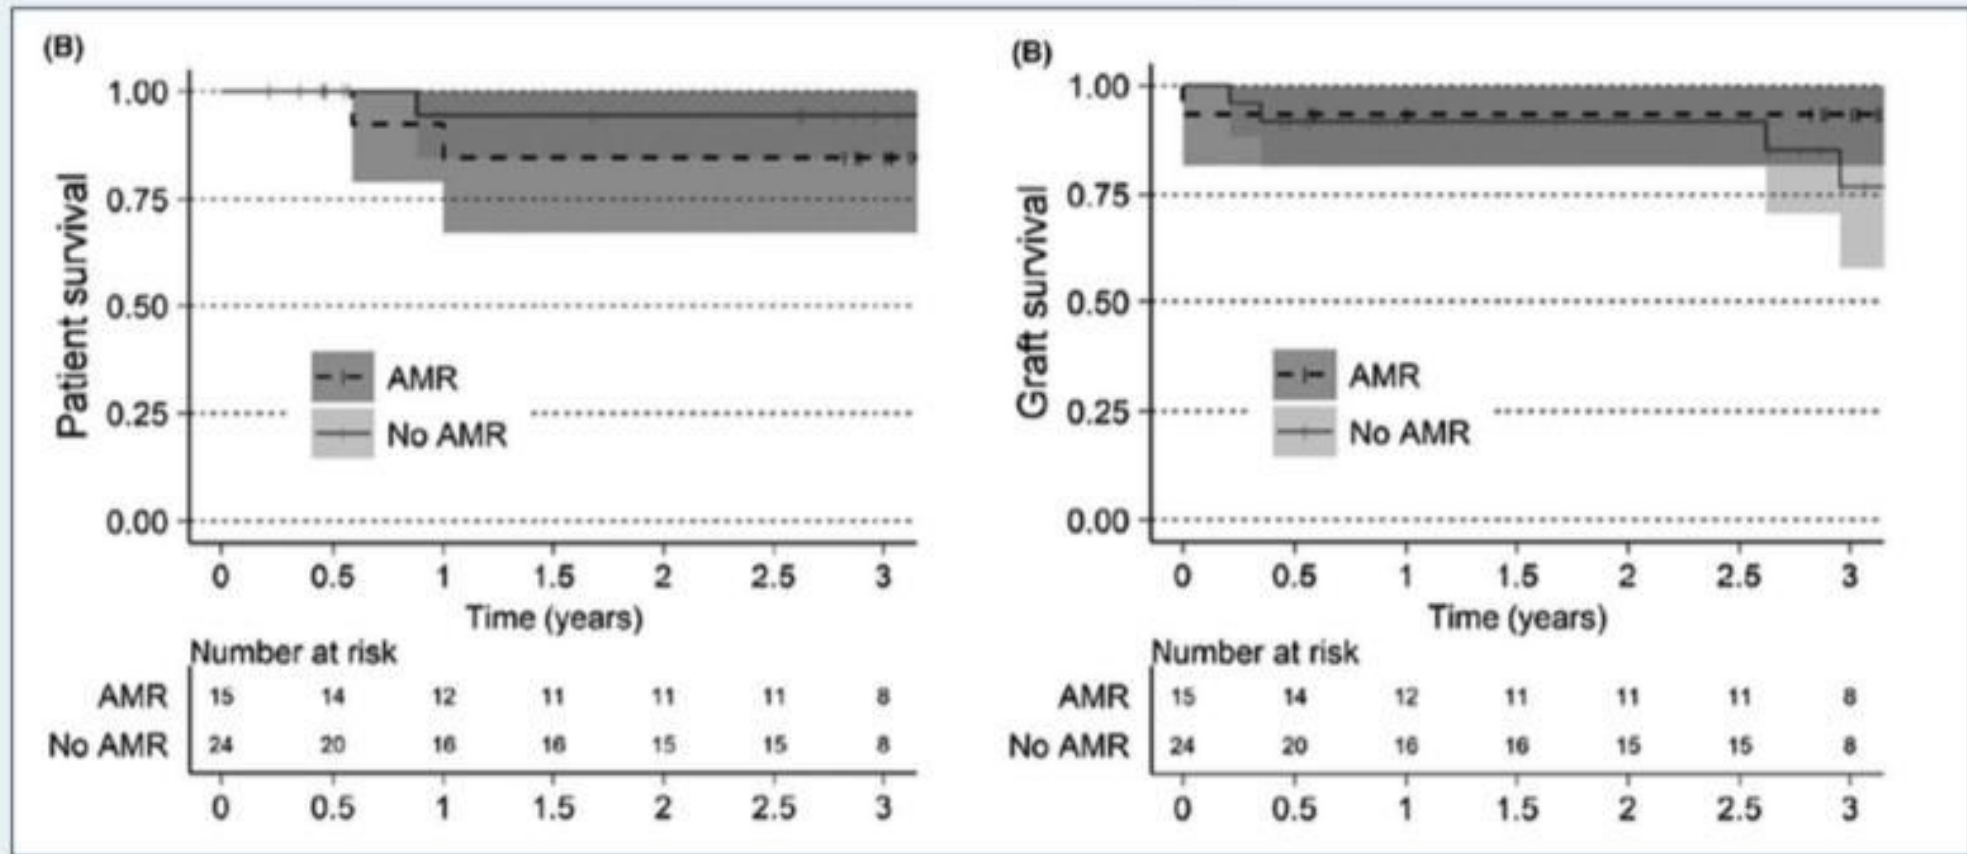 (B)
1.00
0.75
0.50
0.25
0.00
Patient survival
AMR
No AMR
0 0.5 1 1.5 2 2.5 3
Time (years)
Number at risk
AMR 15 14 12 11 11 11 8
No AMR 24 20 16 16 15 15 8
0 0.5 1 1.5 2 2.5 3
(B)
1.00
0.75
0.50
0.25
0.00
Graft survival
AMR
No AMR
0 0.5 1 1.5 2 2.5 3
Time (years)
Number at risk
AMR 15 14 12 11 11 11 8
No AMR 24 20 16 16 15 15 8
0 0.5 1 1.5 2 2.5 3